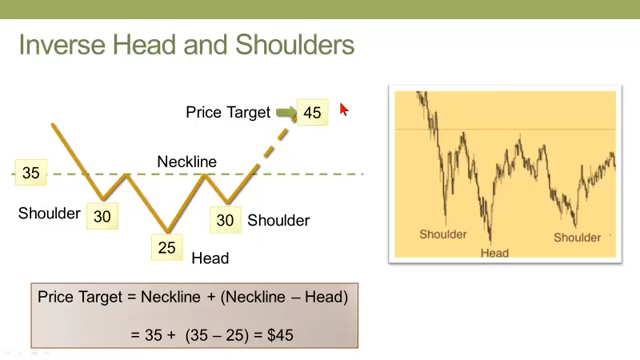 Inverse Head and Shoulders
Price Target
45
Neckline
35
Shoulder
30
30
Shoulder
25
Head
Shoulder
Head
Shoulder
Price Target = Neckline + (Neckline – Head)
= 35 + (35 – 25) = $45